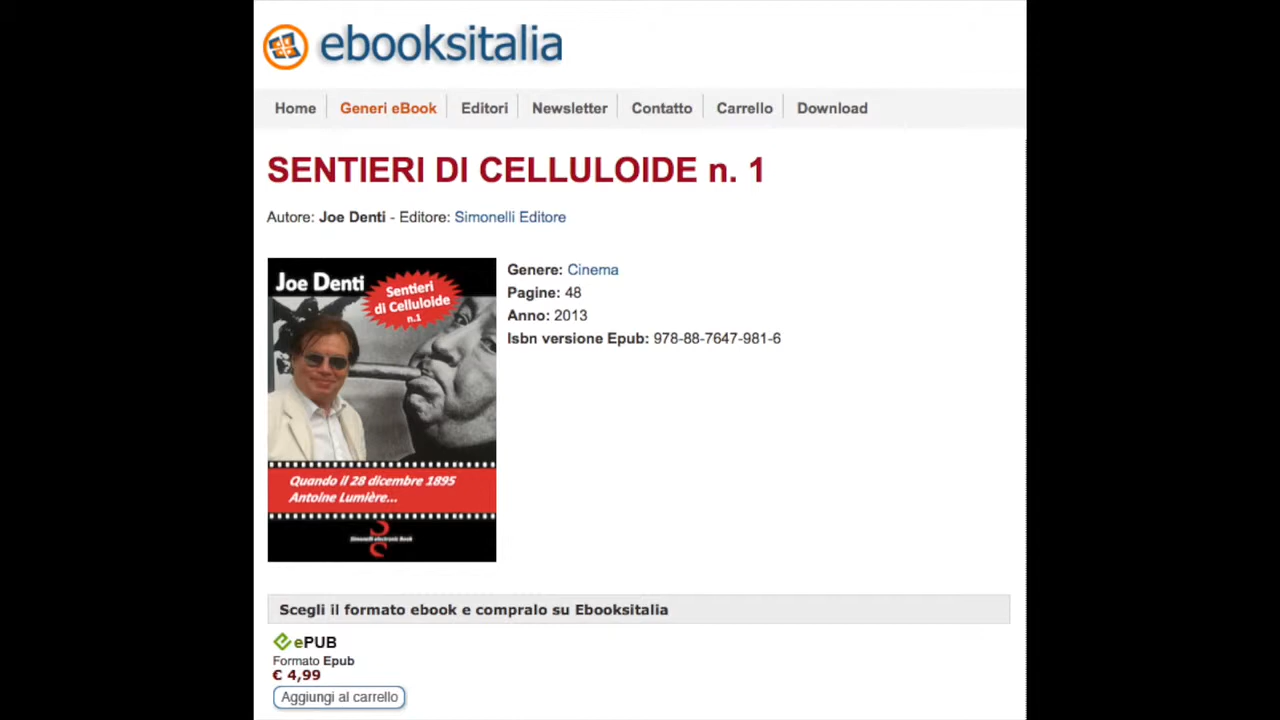 ebooksitalia
Home Generi eBook Editori Newsletter Contatto Carrello Download
SENTIERI DI CELLULOIDE n. 1
Autore: Joe Denti - Editore: Simonelli Editore
Joe Denti
Sentieri
di Celluloide
n.1
Quando il 28 dicembre 1895
Antoine Lumière...
Simonelli electronic Book
Genere: Cinema
Pagine: 48
Anno: 2013
Isbn versione Epub: 978-88-7647-981-6
Scegli il formato ebook e compralo su Ebooksitalia
ePUB
Formato Epub
€ 4,99
Aggiungi al carrello